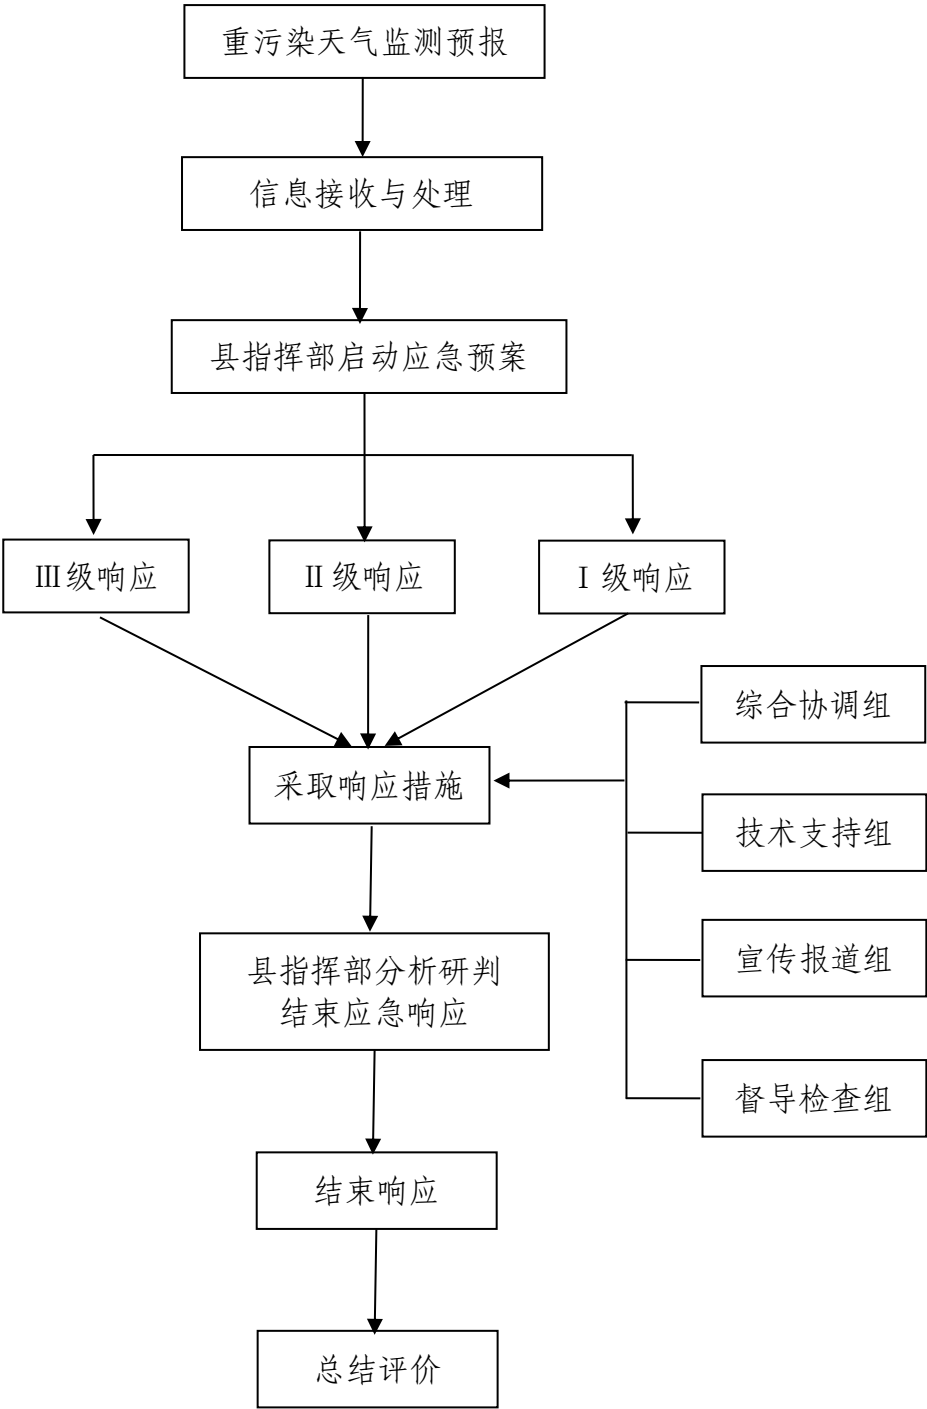 重污染天气监测预报
信息接收与处理
县指挥部启动应急预案
Ⅲ级响应
Ⅱ级响应
Ⅰ级响应
综合协调组
采取响应措施
技术支持组
宣传报道组
县指挥部分析研判
结束应急响应
督导检查组
结束响应
总结评价